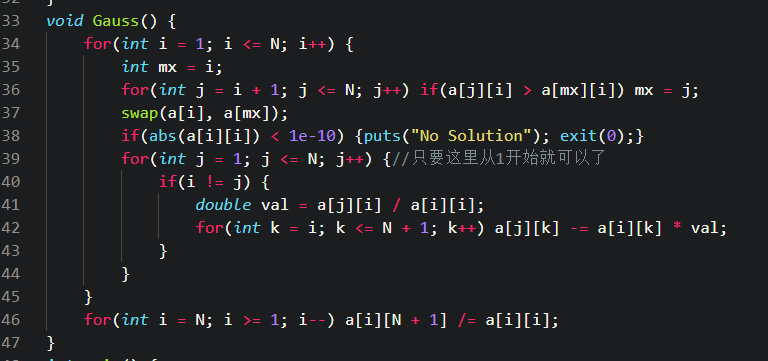 33 void Gauss() {
34     for(int i = 1; i <= N; i++) {
35         int mx = i;
36         for(int j = i + 1; j <= N; j++) if(a[j][i] > a[mx][i]) mx = j;
37         swap(a[i], a[mx]);
38         if(abs(a[i][i]) < 1e-10) {puts("No Solution"); exit(0);}
39         for(int j = 1; j <= N; j++) {//只要这里从1开始就可以了
40             if(i != j) {
41                 double val = a[j][i] / a[i][i];
42                 for(int k = i; k <= N + 1; k++) a[j][k] -= a[i][k] * val;
43             }
44         }
45     }
46     for(int i = N; i >= 1; i--) a[i][N + 1] /= a[i][i];
47 }